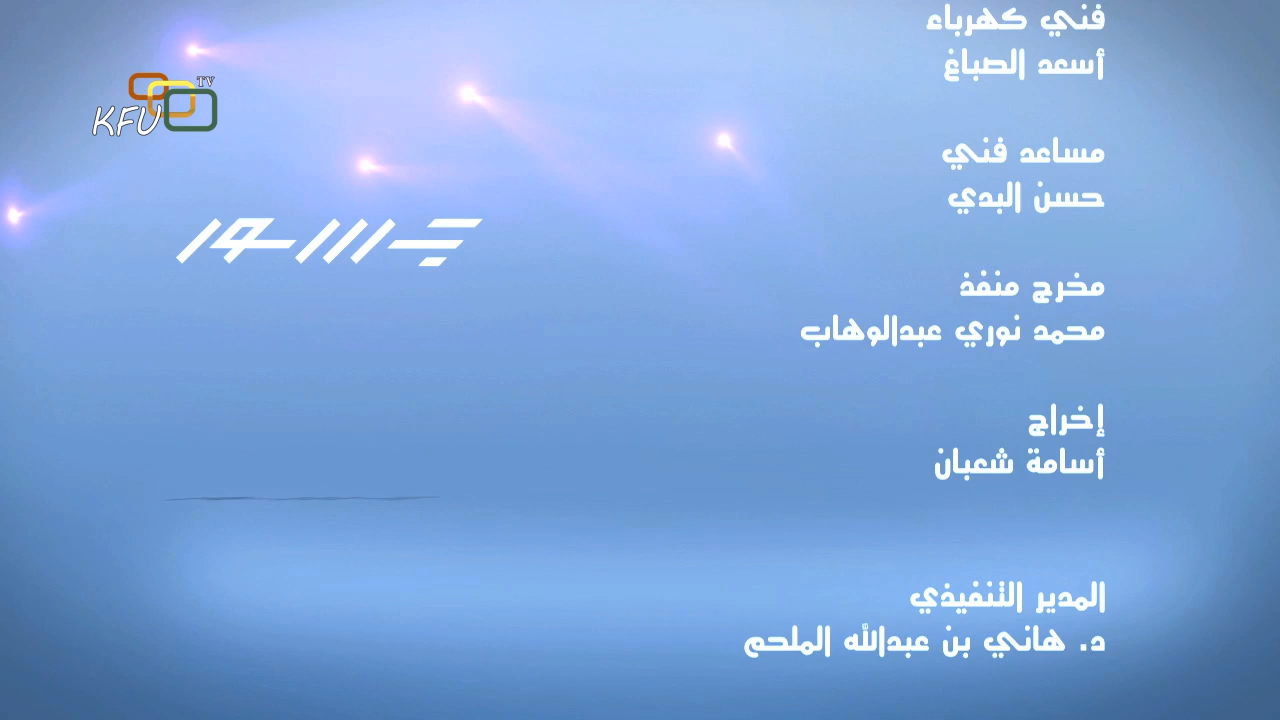 فني كهرباء
أسعد الصباغ
TV
KFU
مساعد فني
حسن البدي
جسور
مخرج منفذ
محمد نوري عبدالوهاب
إخراج
أسامة شعبان
المدير التنفيذي
د. هاني بن عبدالله الملحم